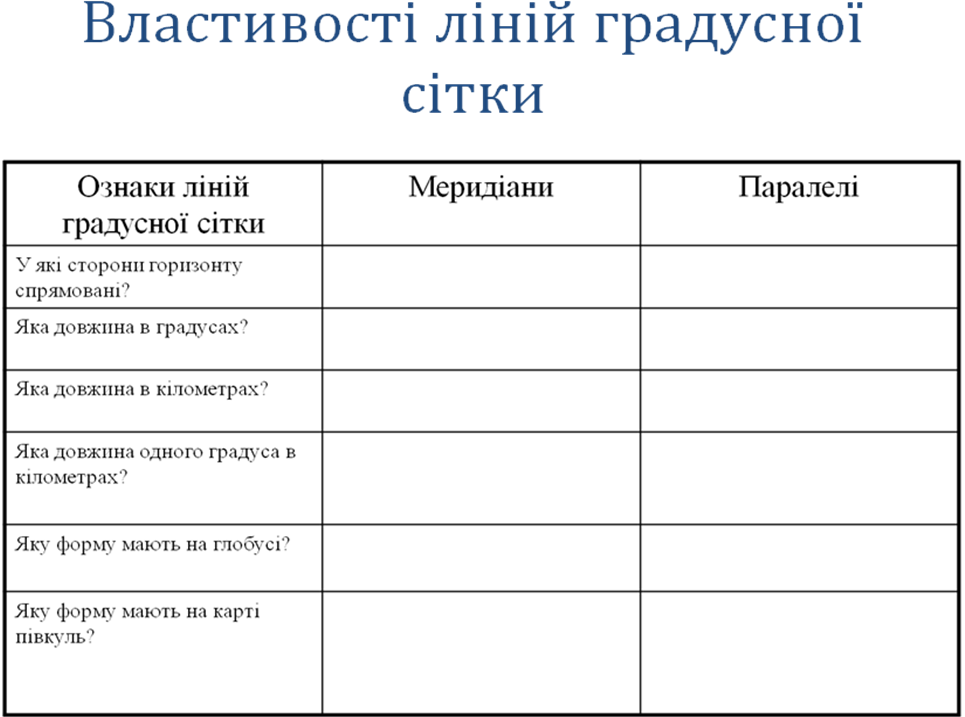 Властивості ліній градусної
сітки
Ознаки ліній
градусної сітки
Меридіани
Паралелі
У які сторони горизонту
спрямовані?
Яка довжина в градусах?
Яка довжина в кілометрах?
Яка довжина одного градуса в
кілометрах?
Яку форму мають на глобусі?
Яку форму мають на карті
півкуль?